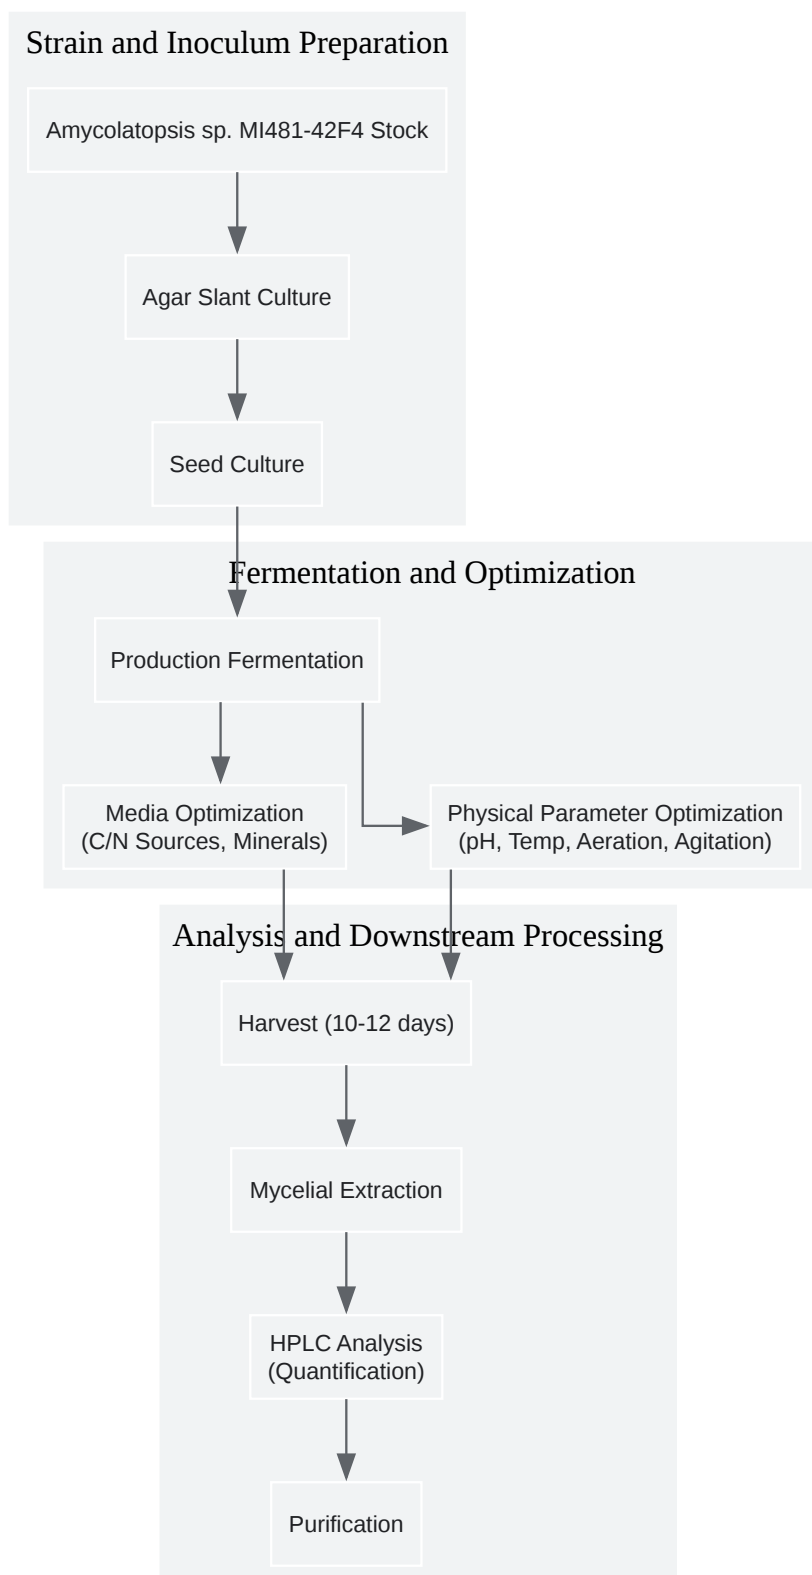 Strain and Inoculum Preparation
Amycolatopsis sp. MI481-42F4 Stock
Agar Slant Culture
Seed Culture
Fermentation and Optimization
Production Fermentation
Media Optimization
(C/N Sources, Minerals)
Physical Parameter Optimization
(pH, Temp, Aeration, Agitation)
Analysis and Downstream Processing
Harvest (10-12 days)
Mycelial Extraction
HPLC Analysis
(Quantification)
Purification